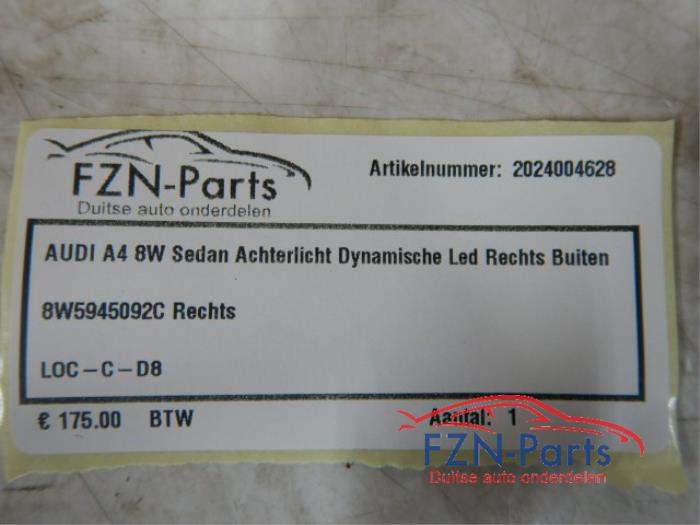 FZN-Parts
Duitse auto onderdelen
Artikelnummer: 2024004628
AUDI A4 8W Sedan Achterlicht Dynamische Led Rechts Buiten
8W5945092C Rechts
LOC-C-D8
€ 175.00 BTW
Aantal: 1
FZN-Parts
Duitse auto onderdelen